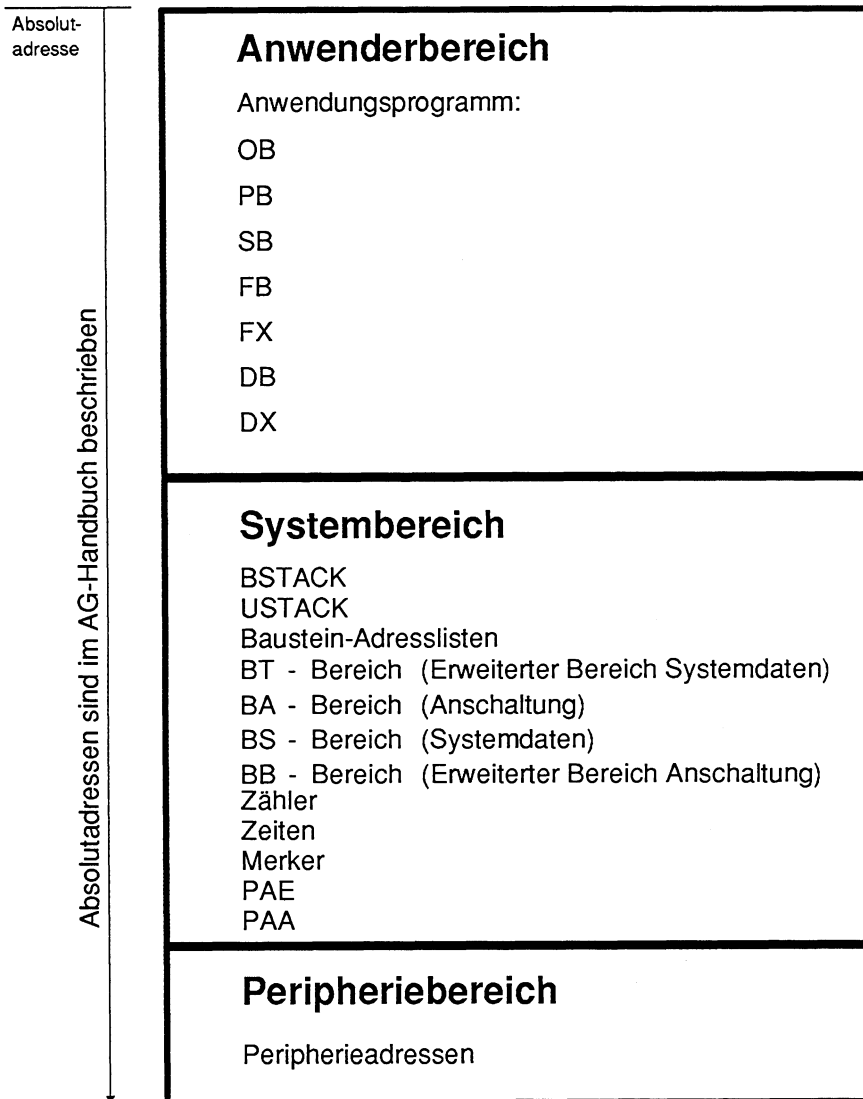 Absolut-
adresse
Absolutadressen sind im AG-Handbuch beschrieben
Anwenderbereich
Anwendungsprogramm:
OB
PB
SB
FB
FX
DB
DX
Systembereich
BSTACK
USTACK
Baustein-Adresslisten
BT - Bereich (Erweiterter Bereich Systemdaten)
BA - Bereich (Anschaltung)
BS - Bereich (Systemdaten)
BB - Bereich (Erweiterter Bereich Anschaltung)
Zähler
Zeiten
Merker
PAE
PAA
Peripheriebereich
Peripherieadressen